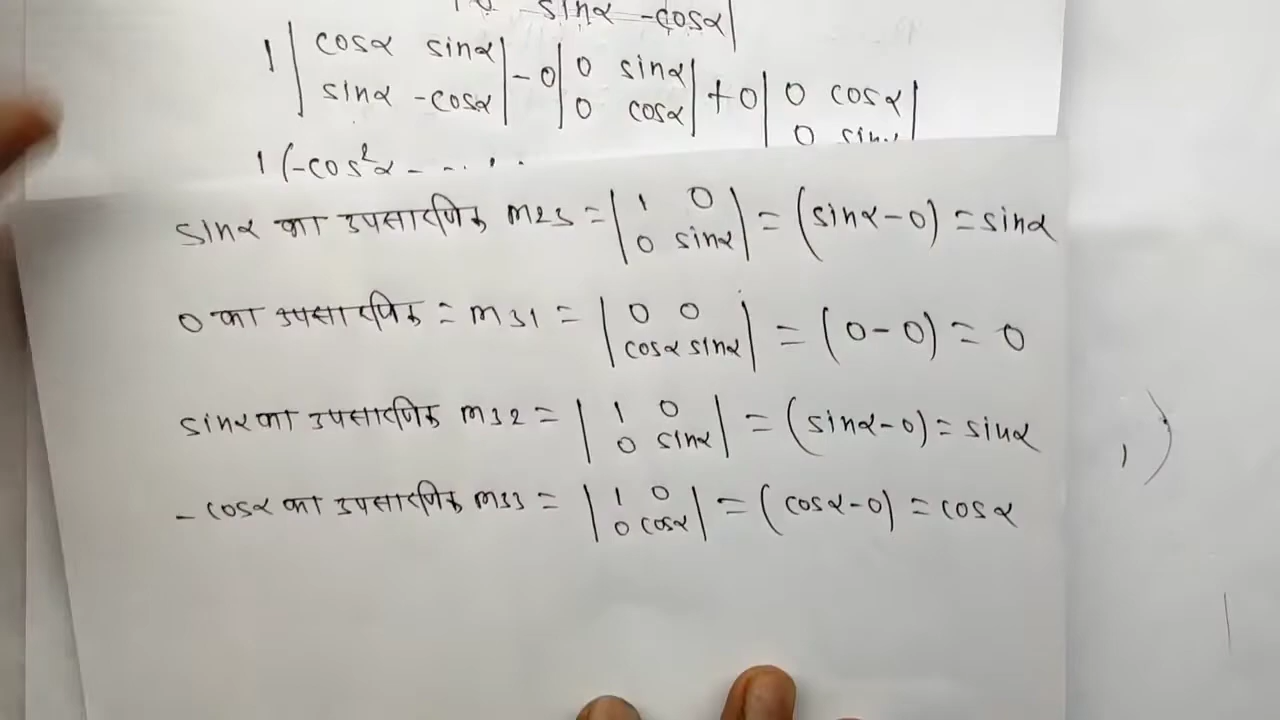 0 sinα -cosα|
1 | cosα sinα | - 0 | 0 sinα | + 0 | 0 cosα |
| sinα -cosα | | 0 cosα | | 0 sin
1 (-cos²α - - . . .
sinα का उपसारणिक m23 = | 1 0 | = (sinα-0) = sinα
| 0 sinα |
0 का उपसारणिक = m31 = | 0 0 | = (0-0) = 0
| cosα sinα |
sinα का उपसारणिक m32 = | 1 0 | = (sinα-0) = sinα
| 0 sinα |
- cosα का उपसारणिक m33 = | 1 0 | = (cosα-0) = cosα
| 0 cosα |